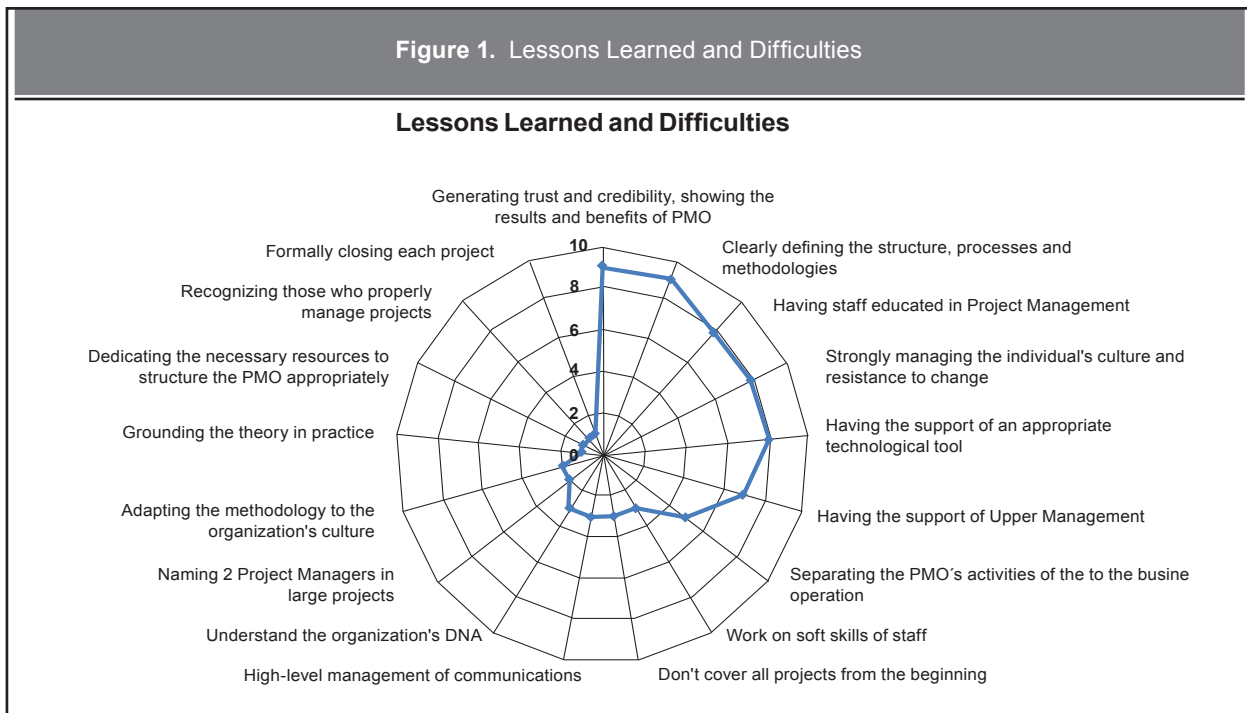 Figure 1. Lessons Learned and Difficulties
Lessons Learned and Difficulties
Generating trust and credibility, showing the
results and benefits of PMO
Clearly defining the structure, processes and
methodologies
Having staff educated in Project Management
Strongly managing the individual's culture and
resistance to change
Having the support of an appropriate
technological tool
Having the support of Upper Management
Separating the PMO´s activities of the to the busine
operation
Work on soft skills of staff
Don't cover all projects from the beginning
High-level management of communications
Understand the organization's DNA
Naming 2 Project Managers in
large projects
Adapting the methodology to the
organization's culture
Grounding the theory in practice
Dedicating the necessary resources to
structure the PMO appropriately
Recognizing those who properly
manage projects
Formally closing each project
10
8
6
4
2
0